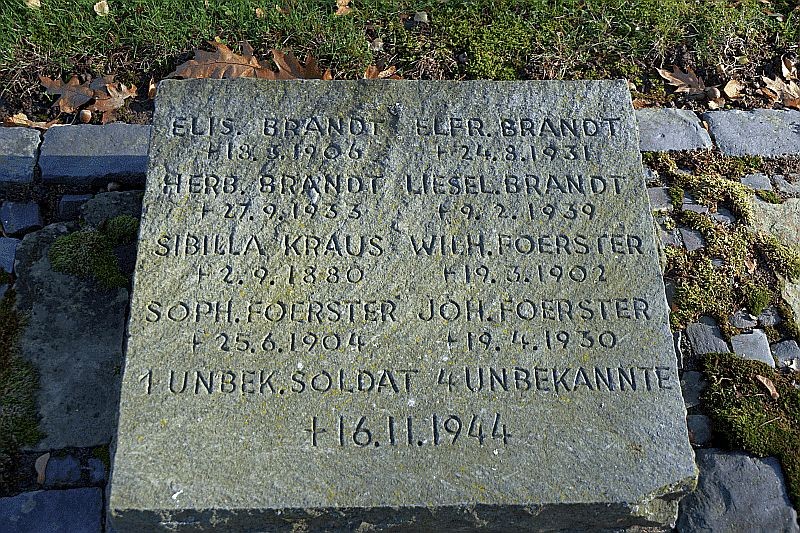 ELIS. BRANDT ELFR. BRANDT
+18.3.1906 +24.8.1931
HERB. BRANDT LIESEL. BRANDT
+27.9.1933 +9.2.1939
SIBILLA KRAUS WILH. FOERSTER
+2.9.1880 +19.3.1902
SOPH. FOERSTER JOH. FOERSTER
+25.6.1904 +19.4.1930
1 UNBEK. SOLDAT 4 UNBEKANNTE
+16.11.1944